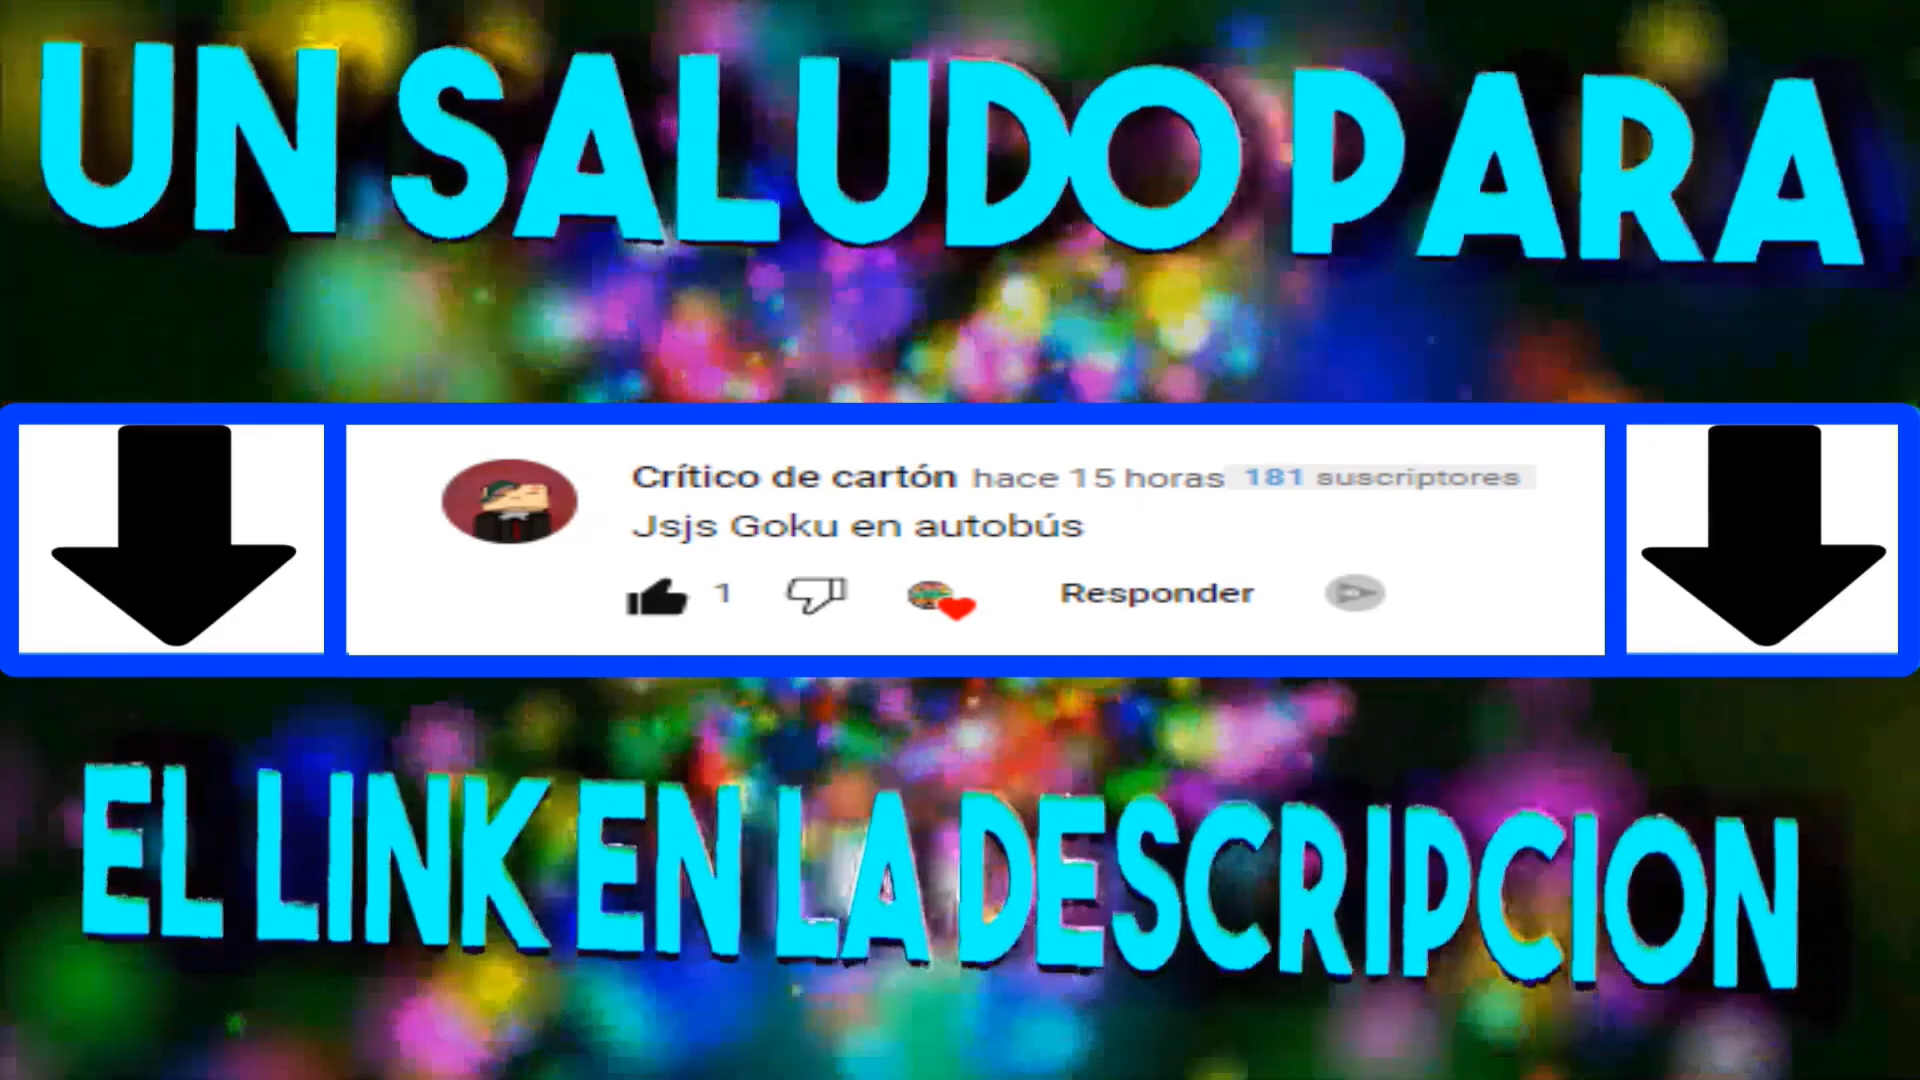 UN SALUDO PARA
Crítico de cartón hace 15 horas 181 suscriptores
Jsjs Goku en autobús
1 Responder
EL LINK EN LA DESCRIPCION